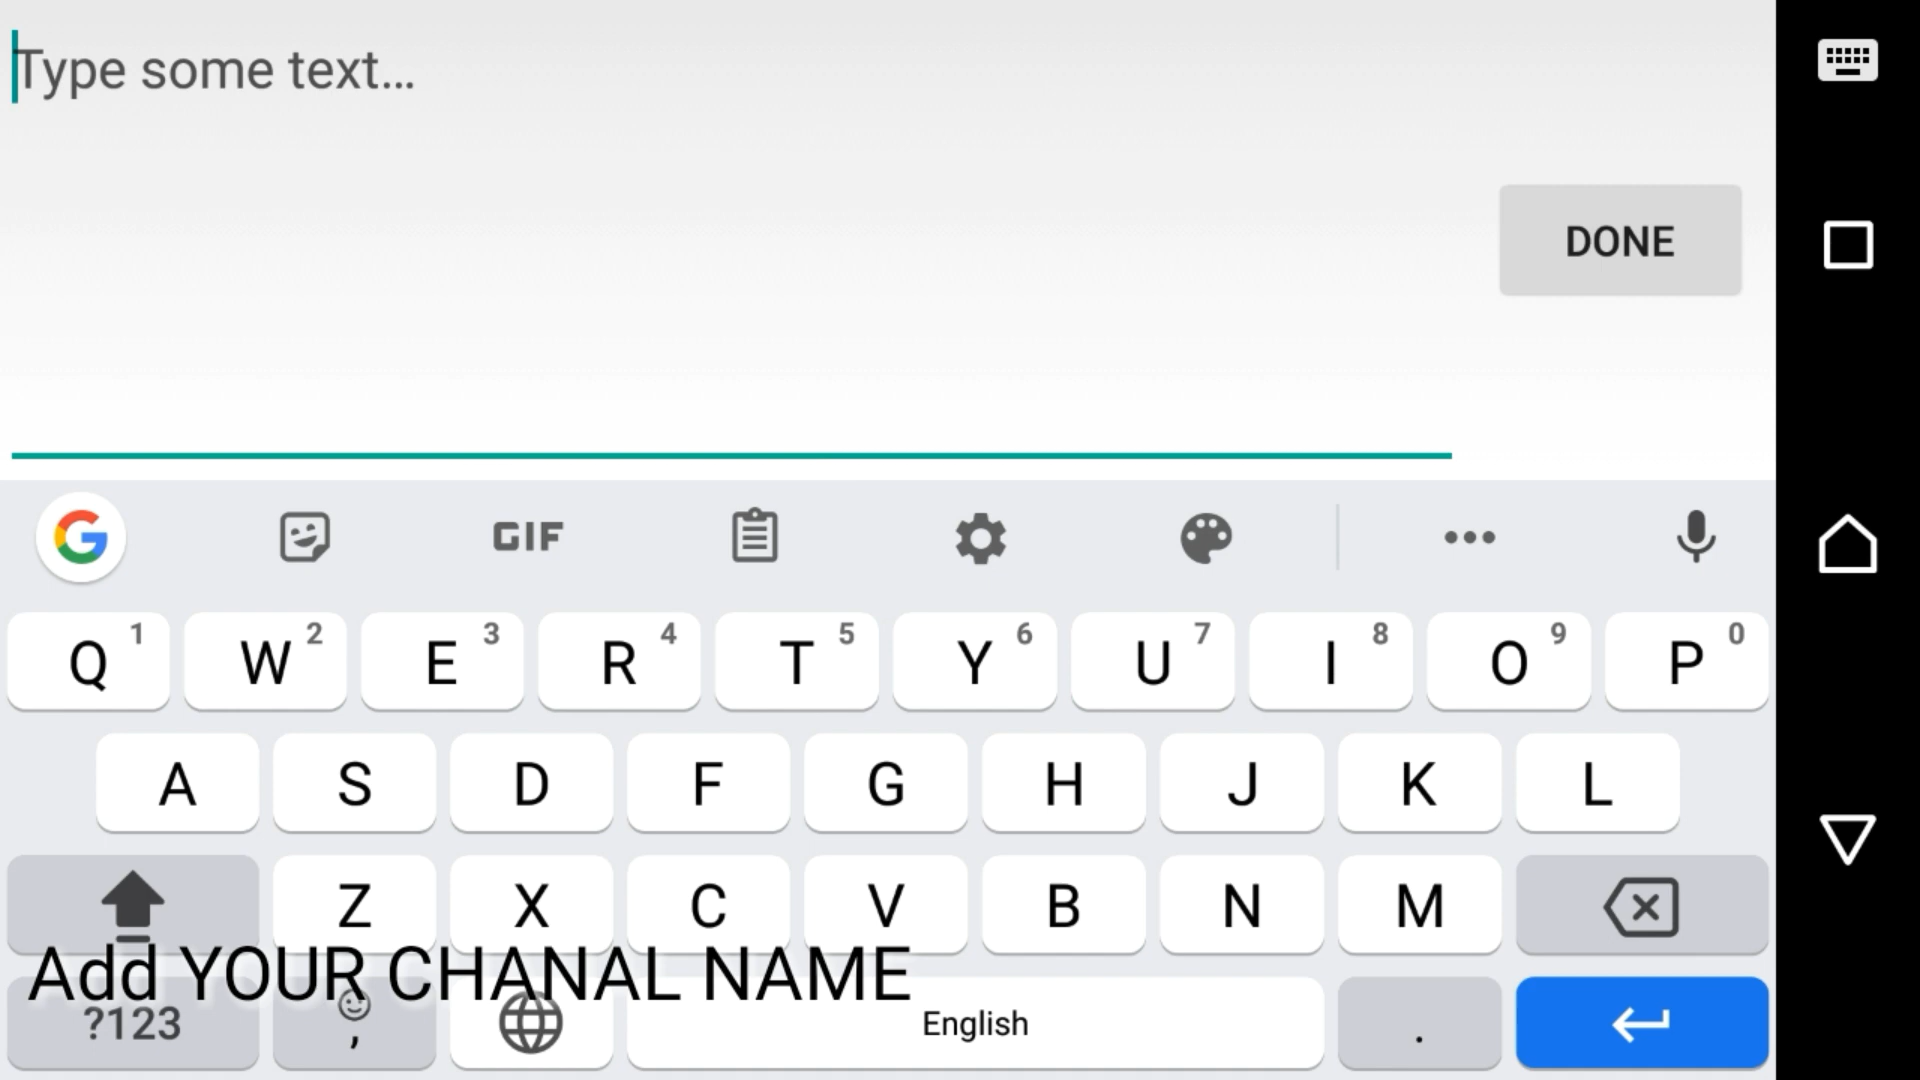 Type some text...
DONE
G GIF
Q 1 W 2 E 3 R 4 T 5 Y 6 U 7 I 8 O 9 P 0
A S D F G H J K L
Z X C V B N M
Add YOUR CHANAL NAME
?123 , English .